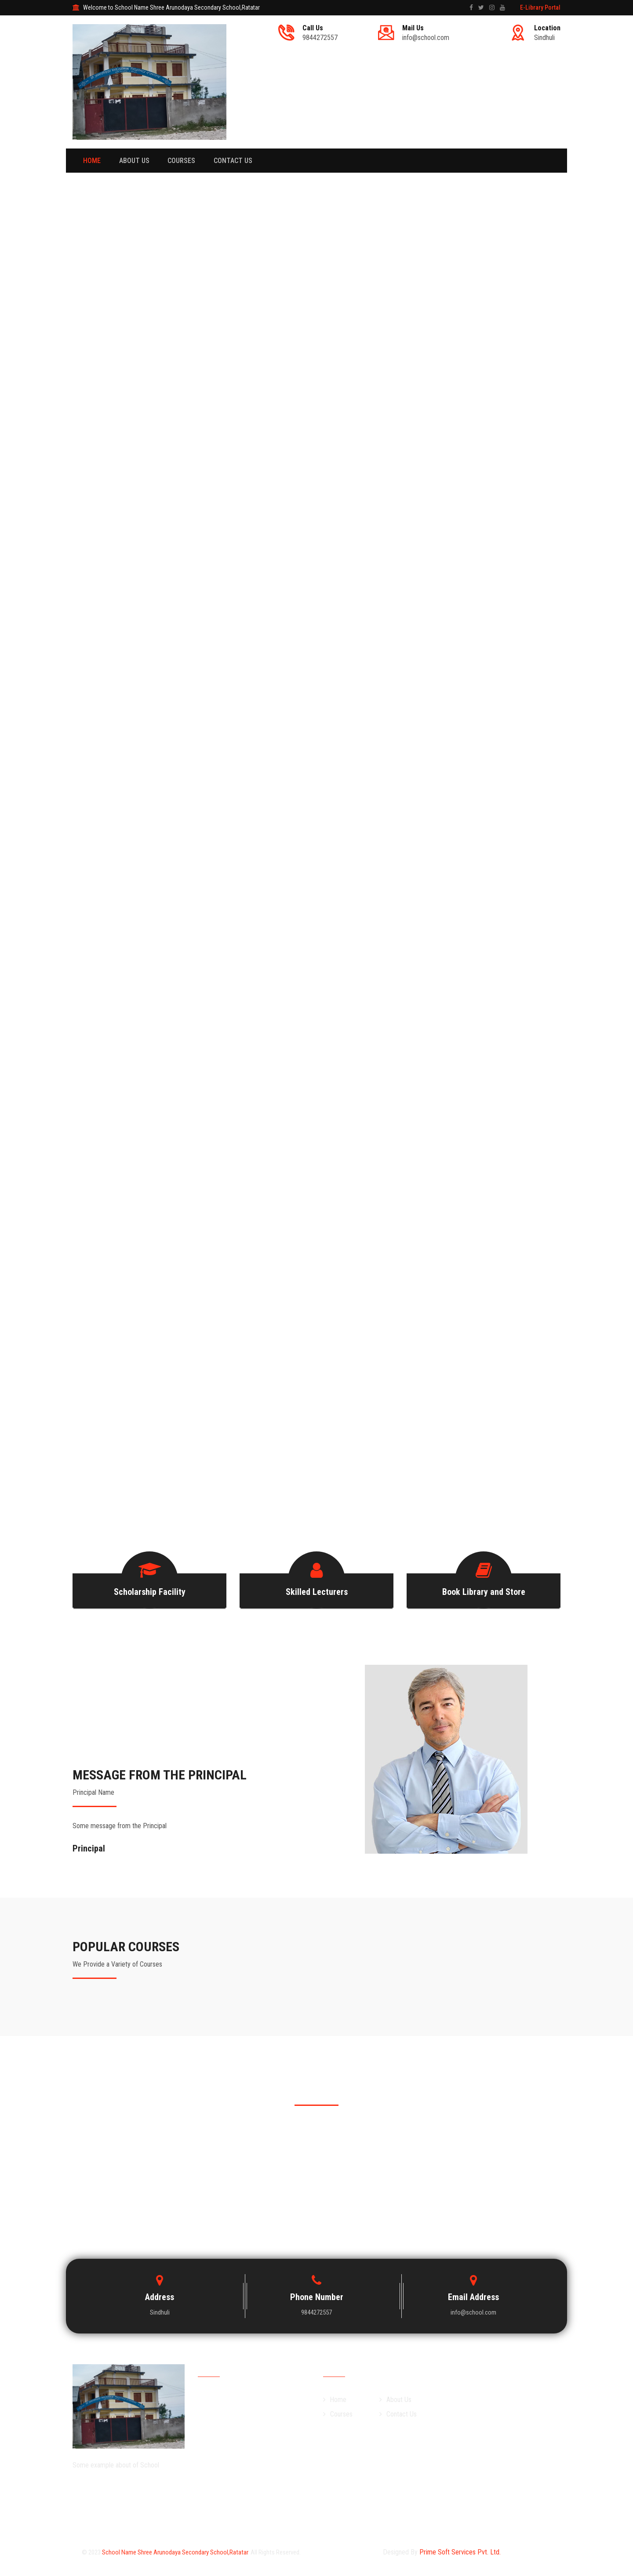 Welcome to School Name Shree Arunodaya Secondary School,Ratatar
E-Library Portal
Call Us
9844272557
Mail Us
info@school.com
Location
Sindhuli
HOME
ABOUT US
COURSES
CONTACT US
Scholarship Facility
Skilled Lecturers
Book Library and Store
MESSAGE FROM THE PRINCIPAL
Principal Name
Some message from the Principal
Principal
POPULAR COURSES
We Provide a Variety of Courses
Address
Sindhuli
Phone Number
9844272557
Email Address
info@school.com
Home
About Us
Courses
Contact Us
Some example about of School
School Name Shree Arunodaya Secondary School,Ratatar All Rights Reserved
Designed By Prime Soft Services Pvt. Ltd.